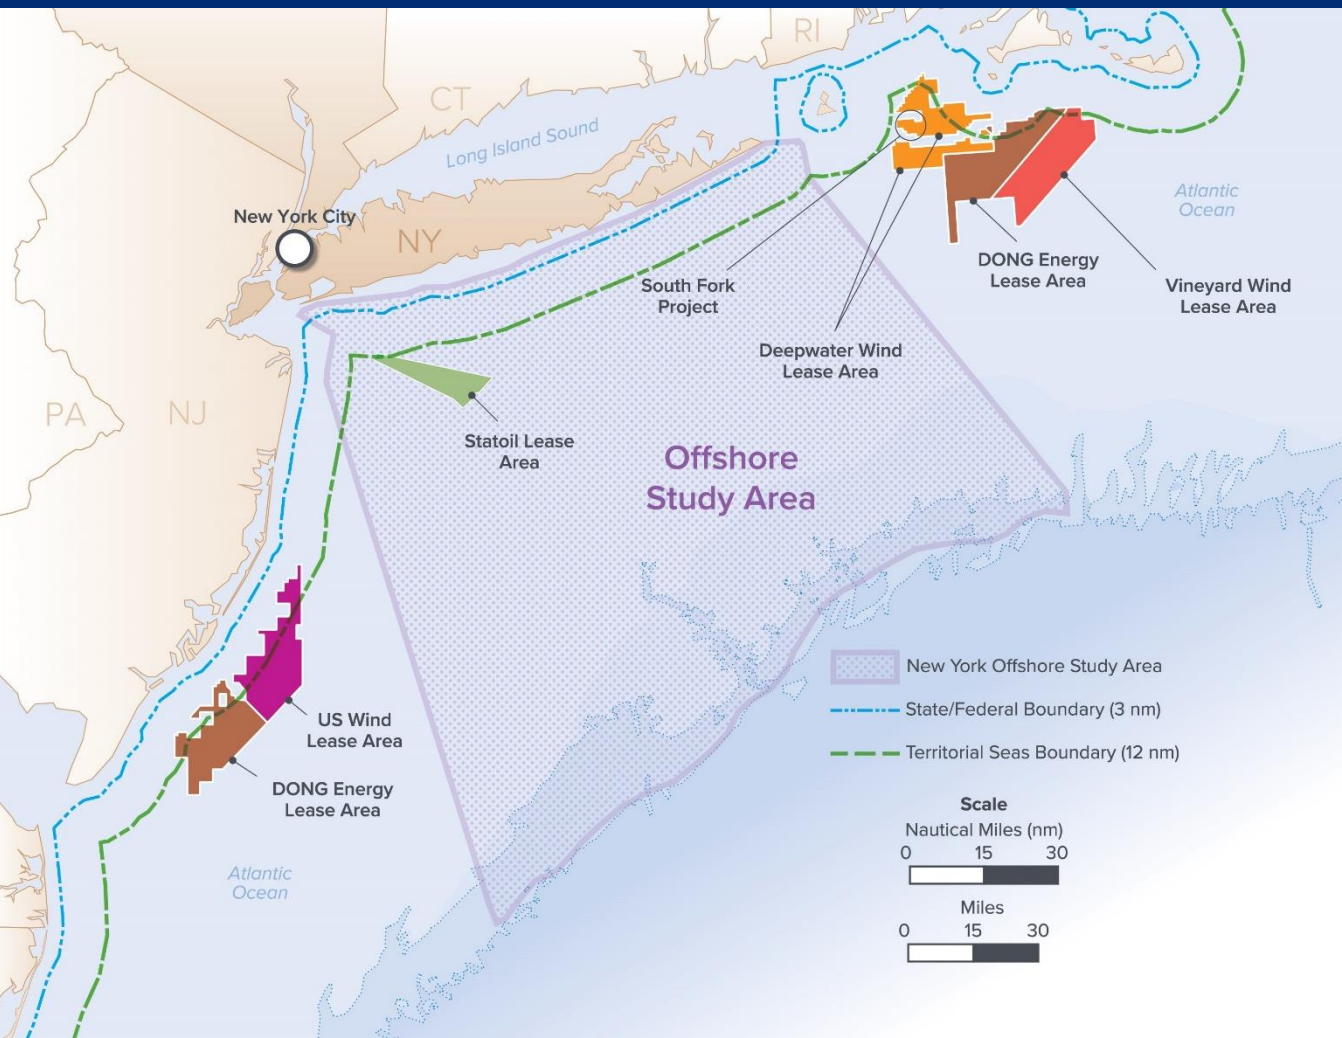 RI
CT
Long Island Sound
New York City
NY
Atlantic
Ocean
DONG Energy
Lease Area
South Fork
Project
Vineyard Wind
Lease Area
Deepwater Wind
Lease Area
PA
NJ
Statoil Lease
Area
Offshore
Study Area
New York Offshore Study Area
State/Federal Boundary (3 nm)
Territorial Seas Boundary (12 nm)
US Wind
Lease Area
DONG Energy
Lease Area
Scale
Nautical Miles (nm)
0 15 30
Miles
0 15 30
Atlantic
Ocean